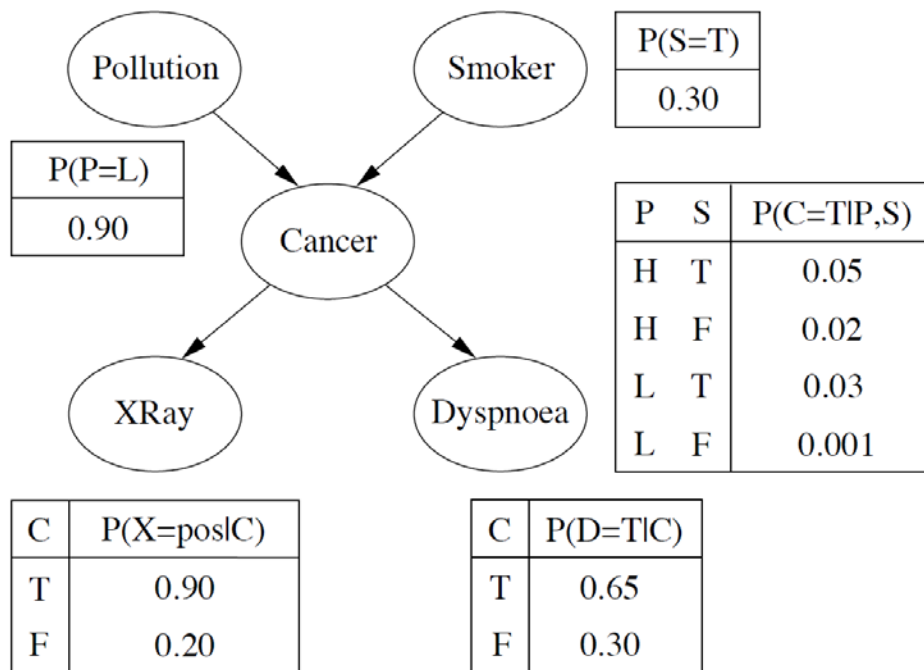 Pollution
Smoker
P(S=T)
0.30
P(P=L)
0.90
Cancer
P S P(C=T|P,S)
H T 0.05
H F 0.02
L T 0.03
L F 0.001
XRay
Dyspnoea
C P(X=pos|C)
T 0.90
F 0.20
C P(D=T|C)
T 0.65
F 0.30